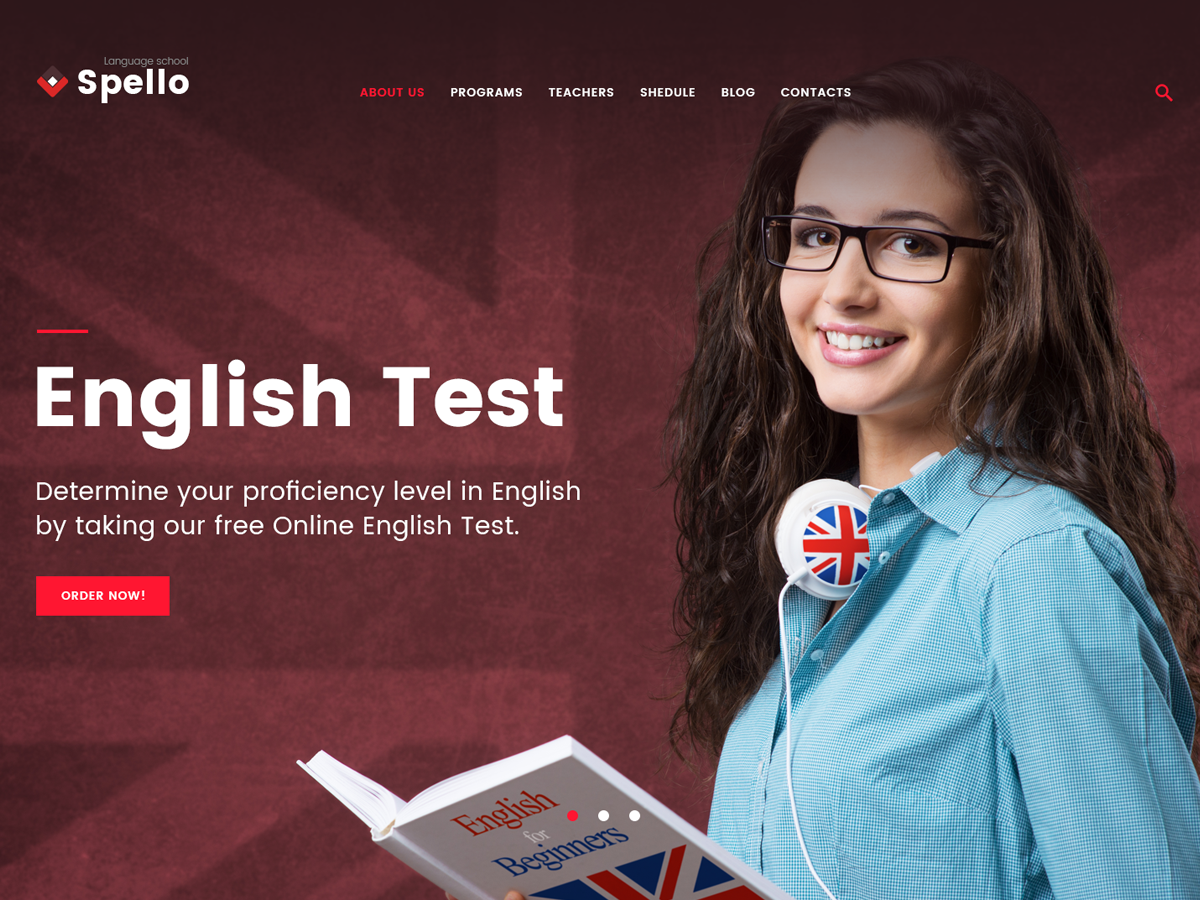 Language school
Spello
ABOUT US PROGRAMS TEACHERS SHEDULE BLOG CONTACTS
English Test
Determine your proficiency level in English
by taking our free Online English Test.
ORDER NOW!
English
for
Beginners